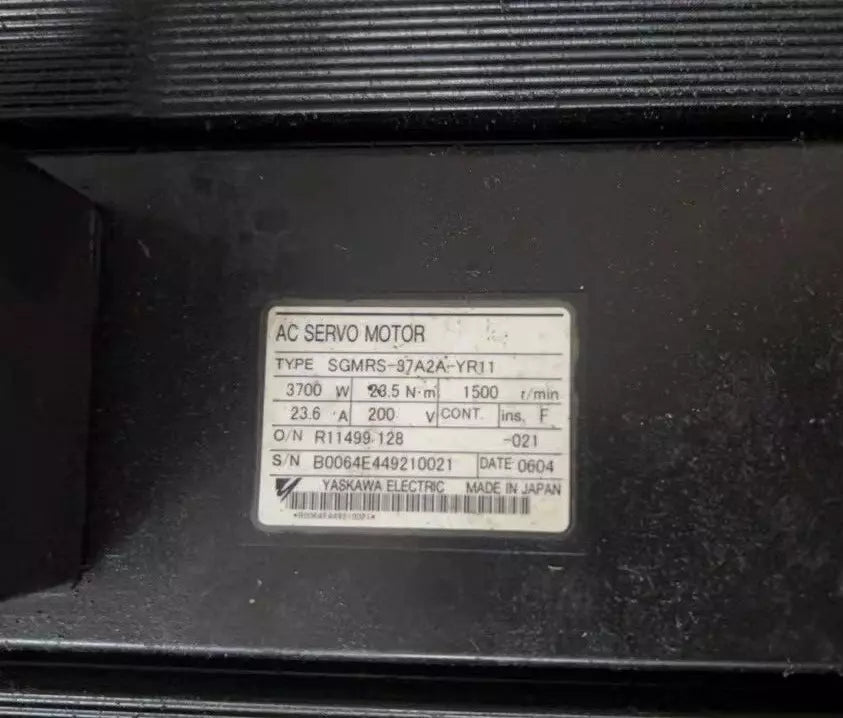 AC SERVO MOTOR
TYPE SGMRS-37A2A-YR11
3700 W 23.5 N·m 1500 r/min
23.6 A 200 V CONT. ins. F
O/N R11499-128 -021
S/N B0064E449210021 DATE 0604
YASKAWA ELECTRIC MADE IN JAPAN
*B0064E449210021*